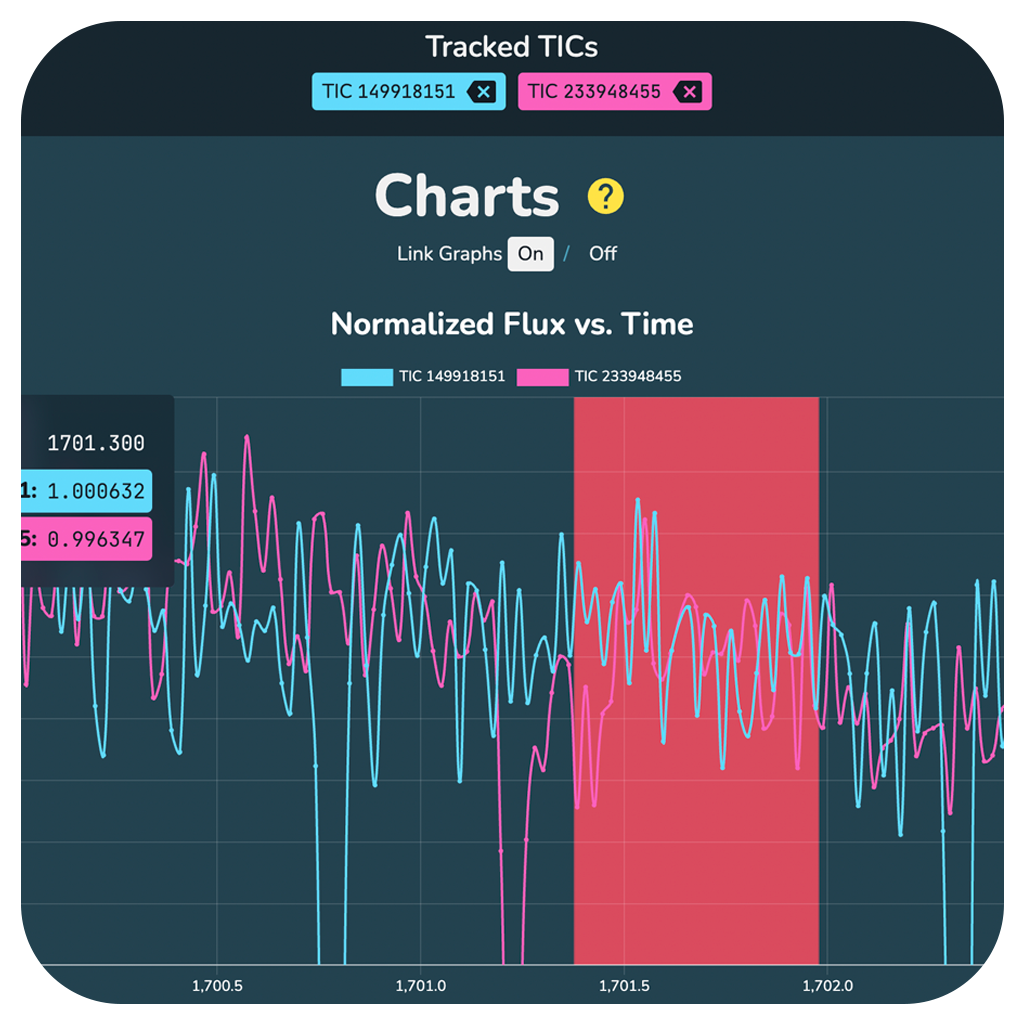 Tracked TICs
TIC 149918151 TIC 233948455
Charts ?
Link Graphs On / Off
Normalized Flux vs. Time
TIC 149918151 TIC 233948455
1701.300
1: 1.000632
5: 0.996347
1,700.5 1,701.0 1,701.5 1,702.0